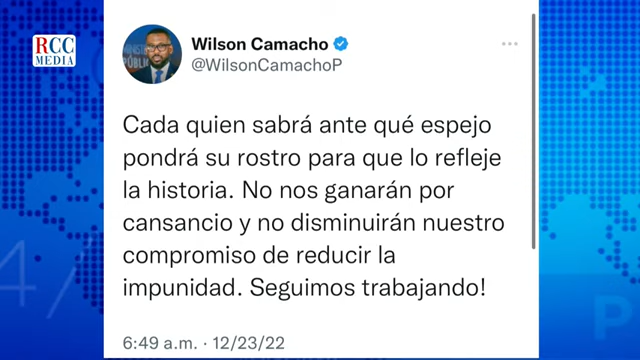 RCC
MEDIA
Wilson Camacho
@WilsonCamachoP
Cada quien sabrá ante qué espejo
pondrá su rostro para que lo refleje
la historia. No nos ganarán por
cansancio y no disminuirán nuestro
compromiso de reducir la
impunidad. Seguimos trabajando!
6:49 a.m. · 12/23/22